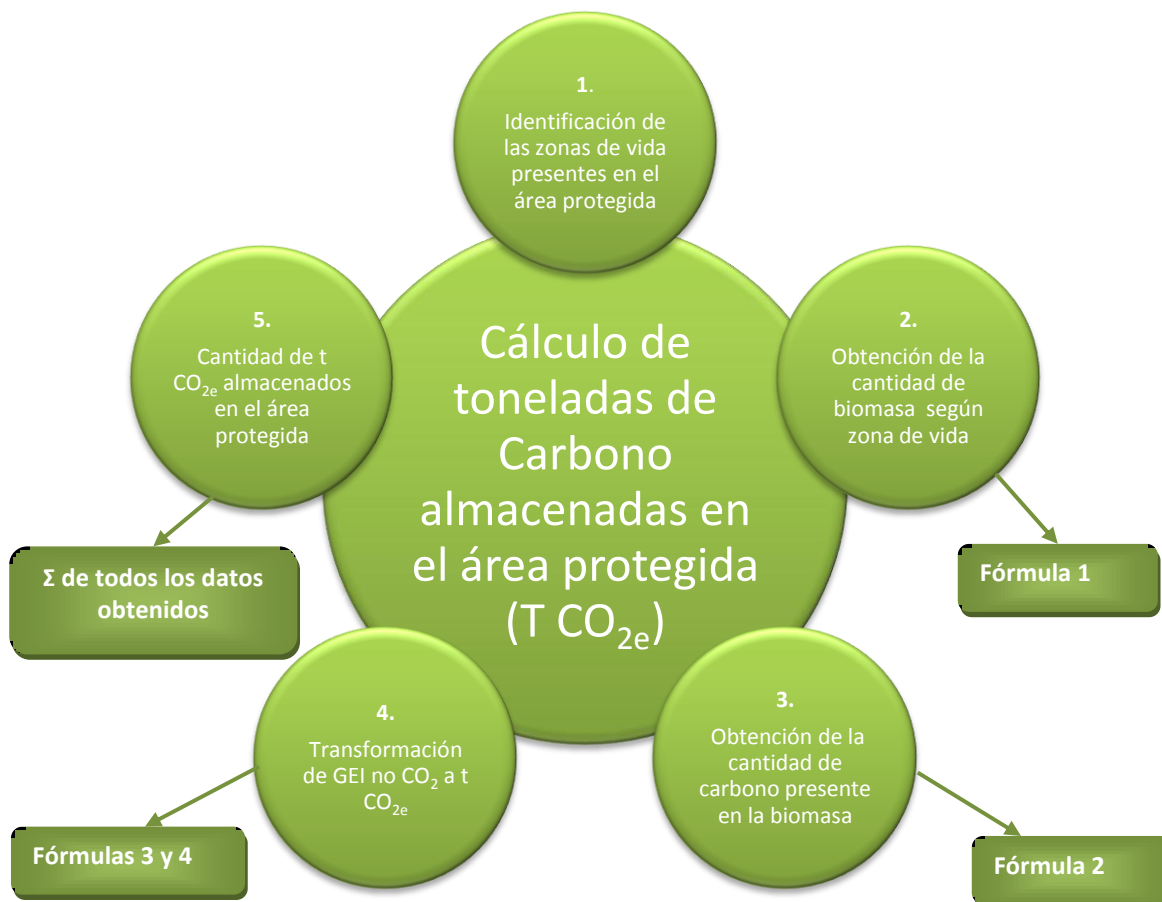 1.
Identificación de
las zonas de vida
presentes en el
área protegida
2.
Obtención de la
cantidad de
biomasa según
zona de vida
Fórmula 1
3.
Obtención de la
cantidad de
carbono presente
en la biomasa
Fórmula 2
4.
Transformación
de GEI no CO₂ a t
CO₂ₑ
Fórmulas 3 y 4
5.
Cantidad de t
CO₂ₑ almacenados
en el área
protegida
Σ de todos los datos
obtenidos
Cálculo de
toneladas de
Carbono
almacenadas en
el área protegida
(T CO₂ₑ)